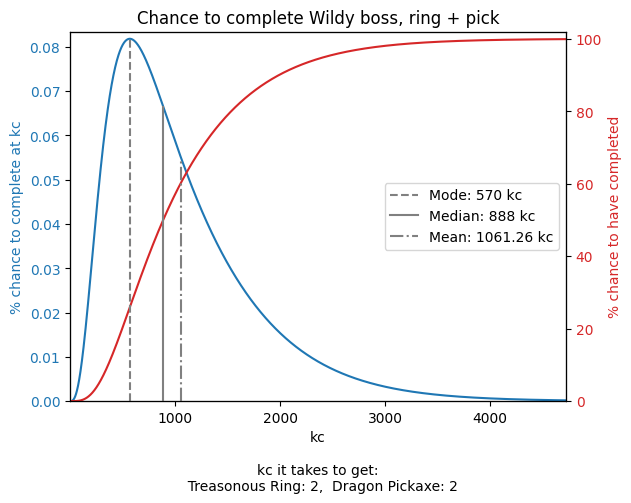 Chance to complete Wildy boss, ring + pick
% chance to complete at kc
0.08
0.07
0.06
0.05
0.04
0.03
0.02
0.01
0.00
Mode: 570 kc
Median: 888 kc
Mean: 1061.26 kc
100
80
60
40
20
0
% chance to have completed
1000 2000 3000 4000
kc
kc it takes to get:
Treasonous Ring: 2,  Dragon Pickaxe: 2